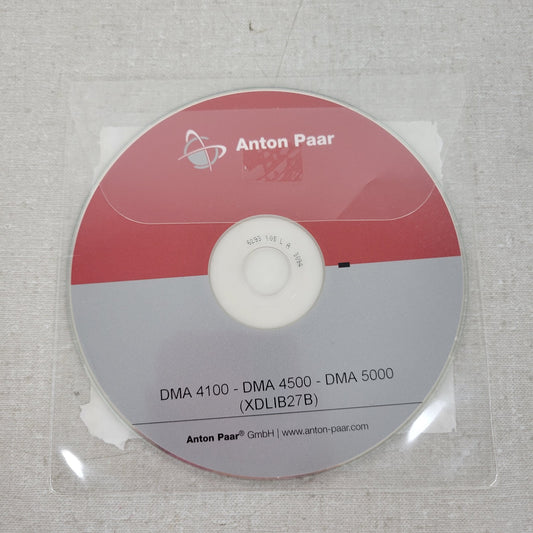 Anton Paar
DMA 4100 - DMA 4500 - DMA 5000
(XDLIB27B)
Anton Paar® GmbH | www.anton-paar.com